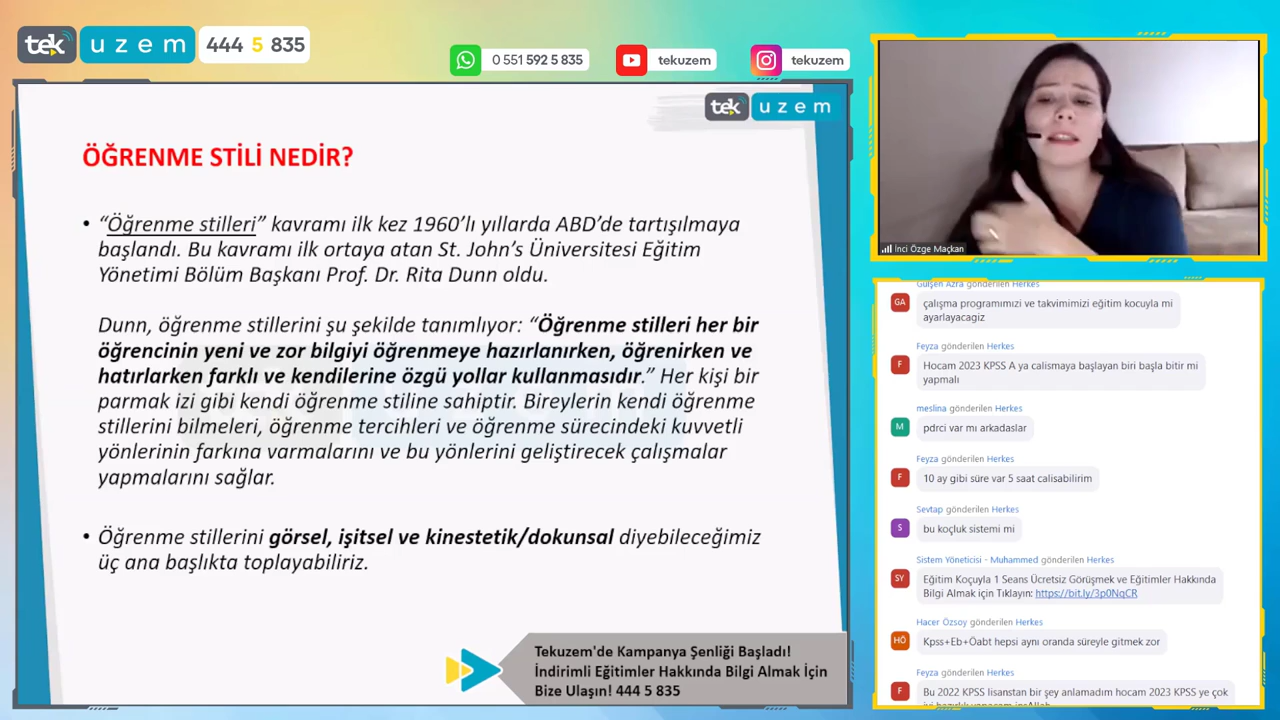 tek uzem 444 5 835
0 551 592 5 835
tekuzem
tekuzem
tek uzem
ÖĞRENME STİLİ NEDİR?
• “Öğrenme stilleri” kavramı ilk kez 1960’lı yıllarda ABD’de tartışılmaya
başlandı. Bu kavramı ilk ortaya atan St. John’s Üniversitesi Eğitim
Yönetimi Bölüm Başkanı Prof. Dr. Rita Dunn oldu.
Dunn, öğrenme stillerini şu şekilde tanımlıyor: “Öğrenme stilleri her bir
öğrencinin yeni ve zor bilgiyi öğrenmeye hazırlanırken, öğrenirken ve
hatırlarken farklı ve kendilerine özgü yollar kullanmasıdır.” Her kişi bir
parmak izi gibi kendi öğrenme stiline sahiptir. Bireylerin kendi öğrenme
stillerini bilmeleri, öğrenme tercihleri ve öğrenme sürecindeki kuvvetli
yönlerinin farkına varmalarını ve bu yönlerini geliştirecek çalışmalar
yapmalarını sağlar.
• Öğrenme stillerini görsel, işitsel ve kinestetik/dokunsal diyebileceğimiz
üç ana başlıkta toplayabiliriz.
Tekuzem'de Kampanya Şenliği Başladı!
İndirimli Eğitimler Hakkında Bilgi Almak İçin
Bize Ulaşın! 444 5 835
İnci Özge Maçkan
Gülşen Azra gönderilen Herkes
GA
çalışma programımızı ve takvimimizi eğitim kocuyla mi
ayarlayacagiz
Feyza gönderilen Herkes
F
Hocam 2023 KPSS A ya calismaya başlayan biri başla bitir mi
yapmalı
meslina gönderilen Herkes
M
pdrci var mı arkadaslar
Feyza gönderilen Herkes
F
10 ay gibi süre var 5 saat calisabilirim
Sevtap gönderilen Herkes
S
bu koçluk sistemi mi
Sistem Yöneticisi - Muhammed gönderilen Herkes
SY
Eğitim Koçuyla 1 Seans Ücretsiz Görüşmek ve Eğitimler Hakkında
Bilgi Almak için Tıklayın: https://bit.ly/3p0NqCR
Hacer Özsoy gönderilen Herkes
HÖ
Kpss+Eb+Öabt hepsi aynı oranda süreyle gitmek zor
Feyza gönderilen Herkes
F
Bu 2022 KPSS lisanstan bir şey anlamadım hocam 2023 KPSS ye çok